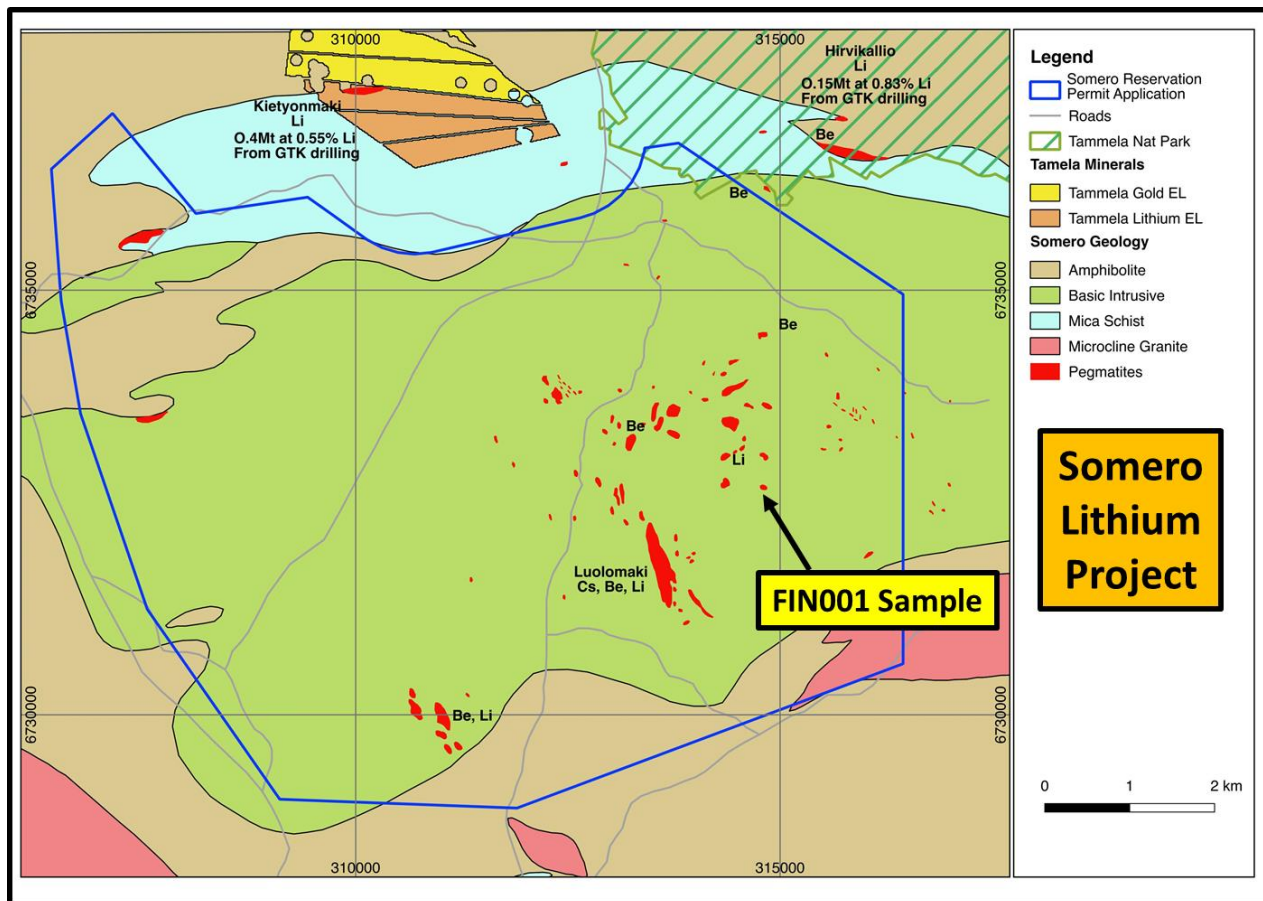 310000
315000
Hirvikallio
Li
O.15Mt at 0.83% Li
From GTK drilling
Kietyonmaki
Li
O.4Mt at 0.55% Li
From GTK drilling
Be
Be
6735000
6735000
Be
Be
Li
Luolomaki
Cs, Be, Li
FIN001 Sample
Be, Li
6730000
6730000
310000
315000
Legend
Somero Reservation
Permit Application
Roads
Tammela Nat Park
Tamela Minerals
Tammela Gold EL
Tammela Lithium EL
Somero Geology
Amphibolite
Basic Intrusive
Mica Schist
Microcline Granite
Pegmatites
Somero
Lithium
Project
0 1 2 km